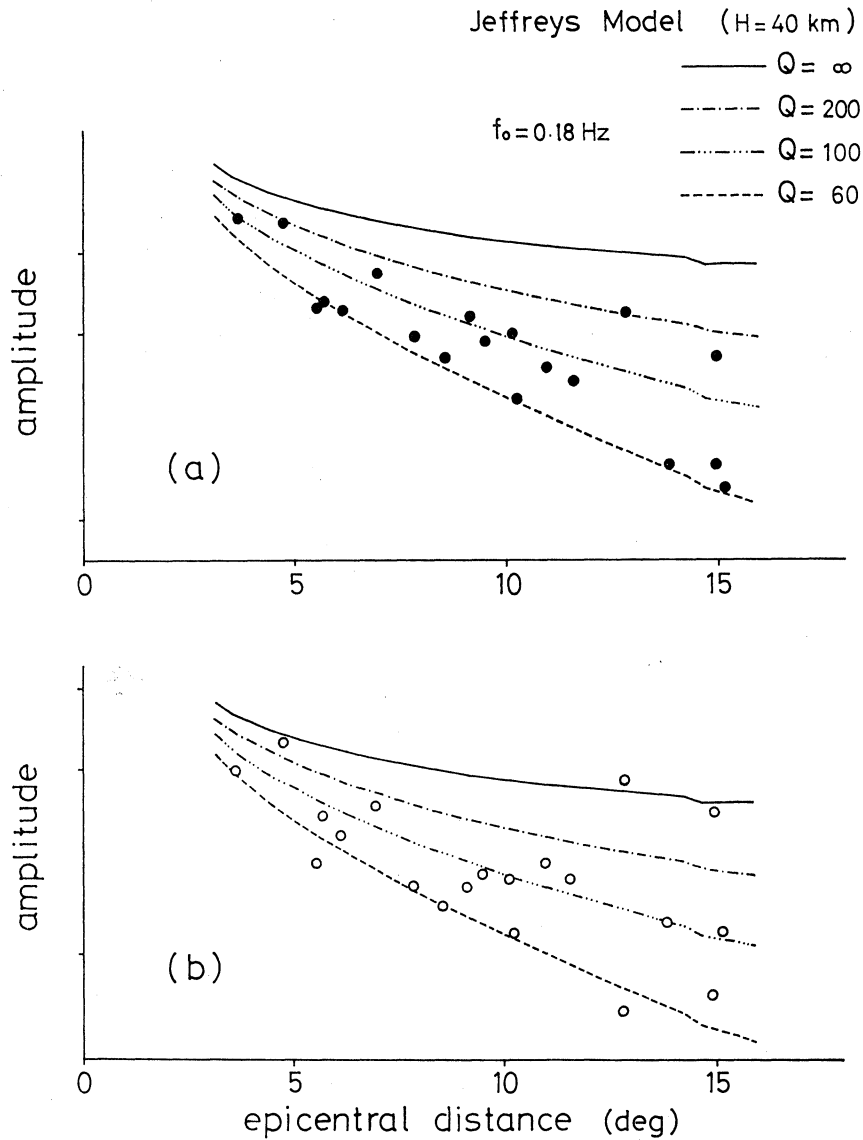 Jeffreys Model (H=40 km)
Q= ∞
Q= 200
Q= 100
Q= 60
f₀=0·18 Hz
amplitude
(a)
0 5 10 15
amplitude
(b)
0 5 10 15
epicentral distance (deg)